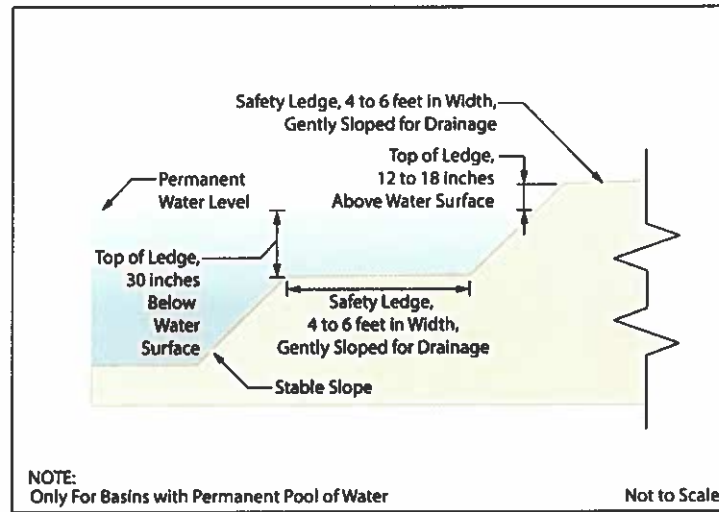 Safety Ledge, 4 to 6 feet in Width,
Gently Sloped for Drainage
Top of Ledge,
12 to 18 inches
Above Water Surface
Permanent
Water Level
Top of Ledge,
30 inches
Below
Water
Surface
Safety Ledge,
4 to 6 feet in Width,
Gently Sloped for Drainage
Stable Slope
NOTE:
Only For Basins with Permanent Pool of Water
Not to Scale